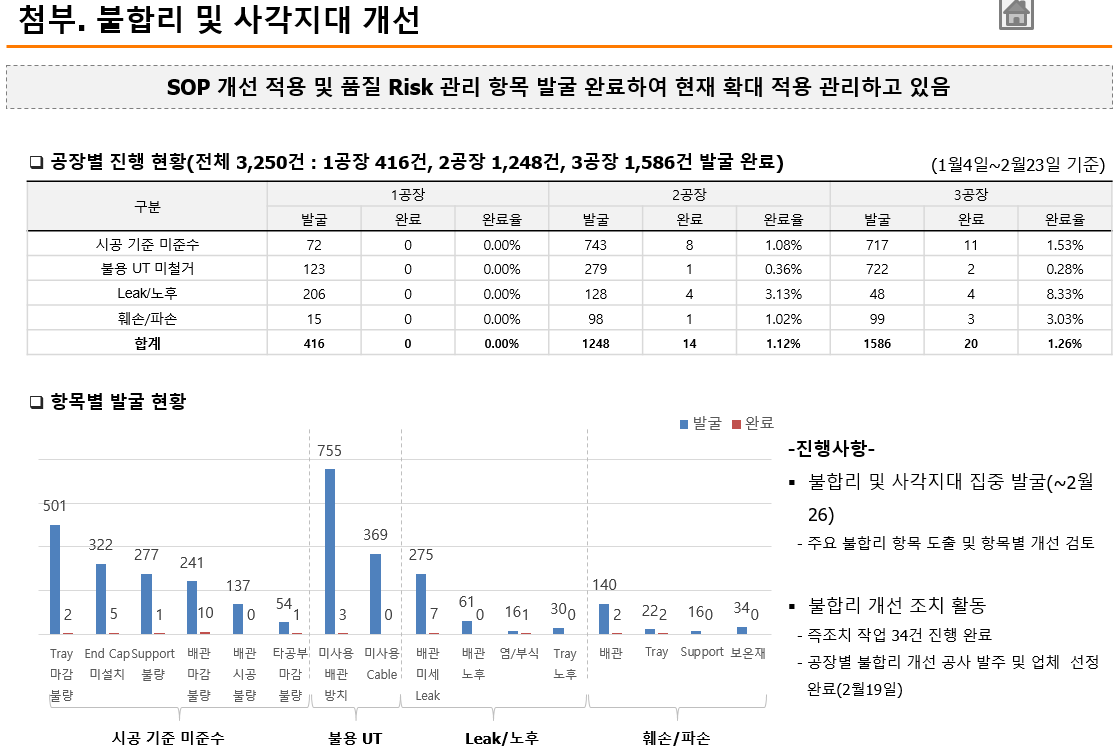 첨부. 불합리 및 사각지대 개선
SOP 개선 적용 및 품질 Risk 관리 항목 발굴 완료하여 현재 확대 적용 관리하고 있음
❑ 공장별 진행 현황(전체 3,250건 : 1공장 416건, 2공장 1,248건, 3공장 1,586건 발굴 완료)
(1월4일~2월23일 기준)
구분 1공장 2공장 3공장
발굴 완료 완료율 발굴 완료 완료율 발굴 완료 완료율
시공 기준 미준수 72 0 0.00% 743 8 1.08% 717 11 1.53%
불용 UT 미철거 123 0 0.00% 279 1 0.36% 722 2 0.28%
Leak/노후 206 0 0.00% 128 4 3.13% 48 4 8.33%
훼손/파손 15 0 0.00% 98 1 1.02% 99 3 3.03%
합계 416 0 0.00% 1248 14 1.12% 1586 20 1.26%
❑ 항목별 발굴 현황
발굴 완료
501 2 322 5 277 1 241 10 137 0 54 1 755 3 369 0 275 7 61 0 16 1 30 0 140 2 22 2 16 0 34 0
Tray 마감 불량
End Cap 미설치
Support 불량
배관 마감 불량
배관 시공 불량
타공부 마감 불량
미사용 배관 방치
미사용 Cable
배관 미세 Leak
배관 노후
염/부식
Tray 노후
배관
Tray
Support
보온재
시공 기준 미준수
불용 UT
Leak/노후
훼손/파손
-진행사항-
▪ 불합리 및 사각지대 집중 발굴(~2월
26)
- 주요 불합리 항목 도출 및 항목별 개선 검토
▪ 불합리 개선 조치 활동
- 즉조치 작업 34건 진행 완료
- 공장별 불합리 개선 공사 발주 및 업체 선정
완료(2월19일)